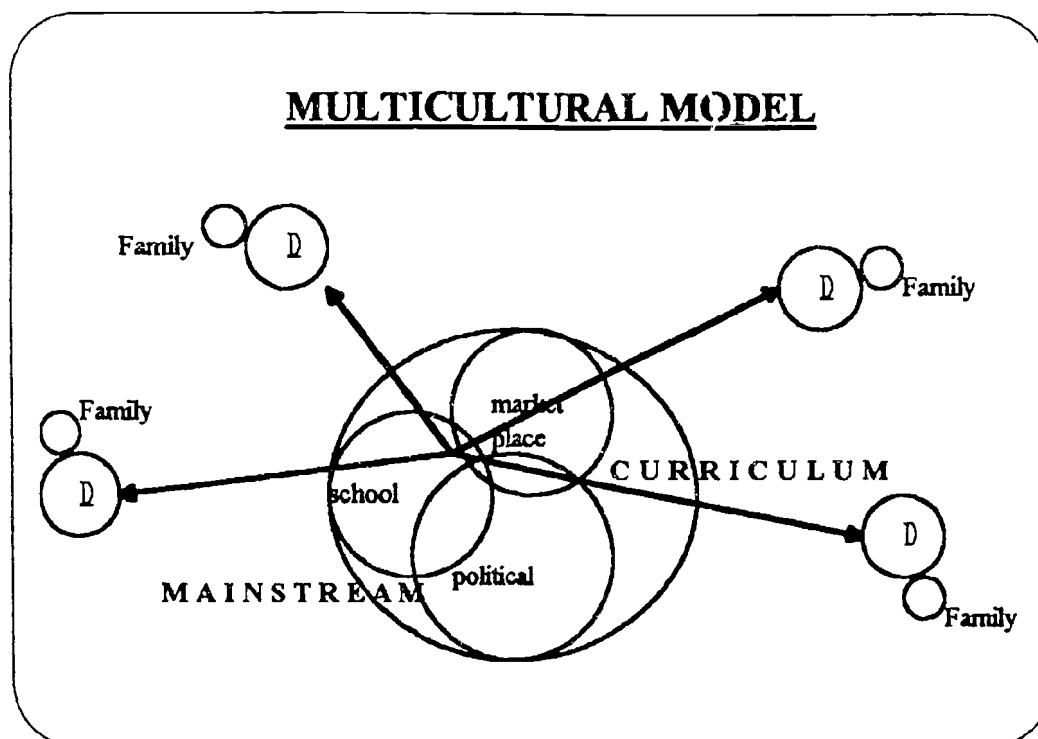 MULTICULTURAL MODEL
Family
D
D
Family
Family
D
market
place
school
CURRICULUM
political
MAINSTREAM
D
Family